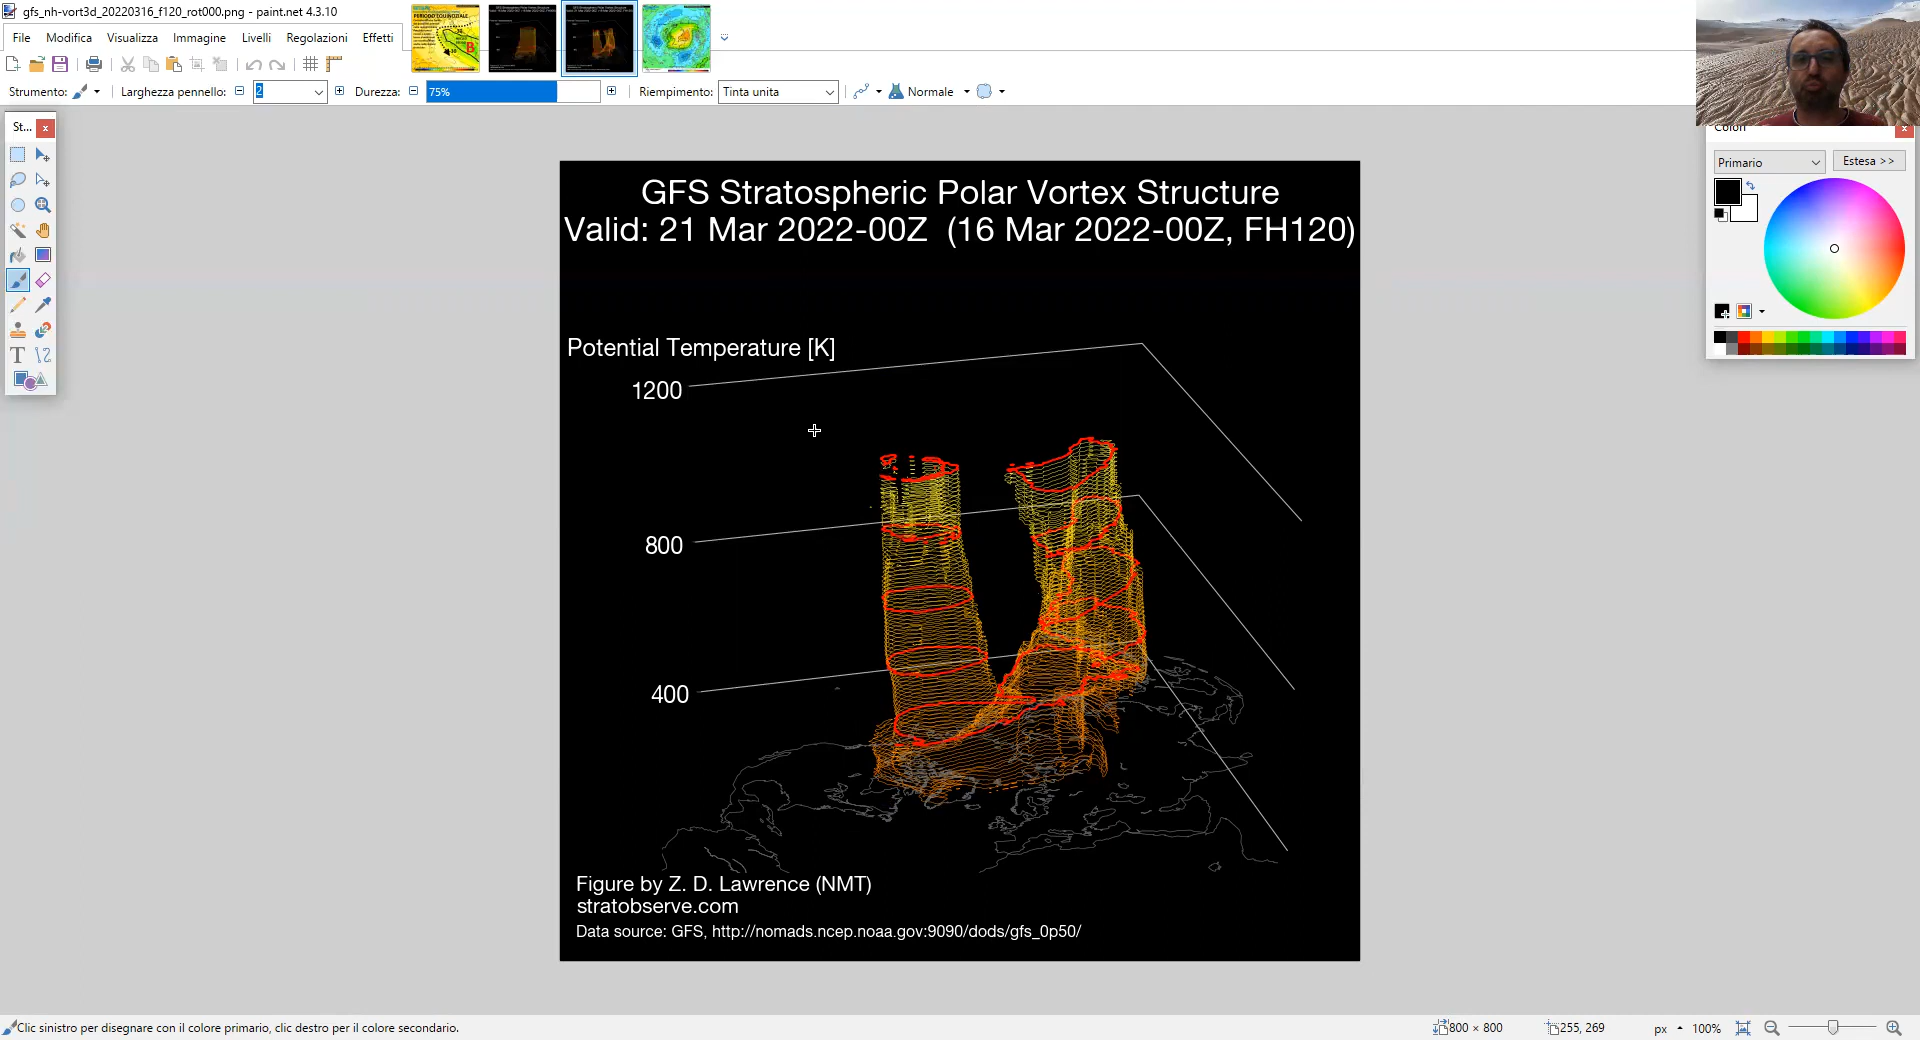 gfs_nh-vort3d_20220316_f120_rot000.png - paint.net 4.3.10
File Modifica Visualizza Immagine Livelli Regolazioni Effetti
PERIODO EQUINOZIALE
B
Strumento: Larghezza pennello: 2 Durezza: 75% Riempimento: Tinta unita Normale
St...
Colori
Primario Estesa >>
GFS Stratospheric Polar Vortex Structure
Valid: 21 Mar 2022-00Z (16 Mar 2022-00Z, FH120)
Potential Temperature [K]
1200
800
400
Figure by Z. D. Lawrence (NMT)
stratobserve.com
Data source: GFS, http://nomads.ncep.noaa.gov:9090/dods/gfs_0p50/
Clic sinistro per disegnare con il colore primario, clic destro per il colore secondario. 800 × 800 255, 269 px 100%